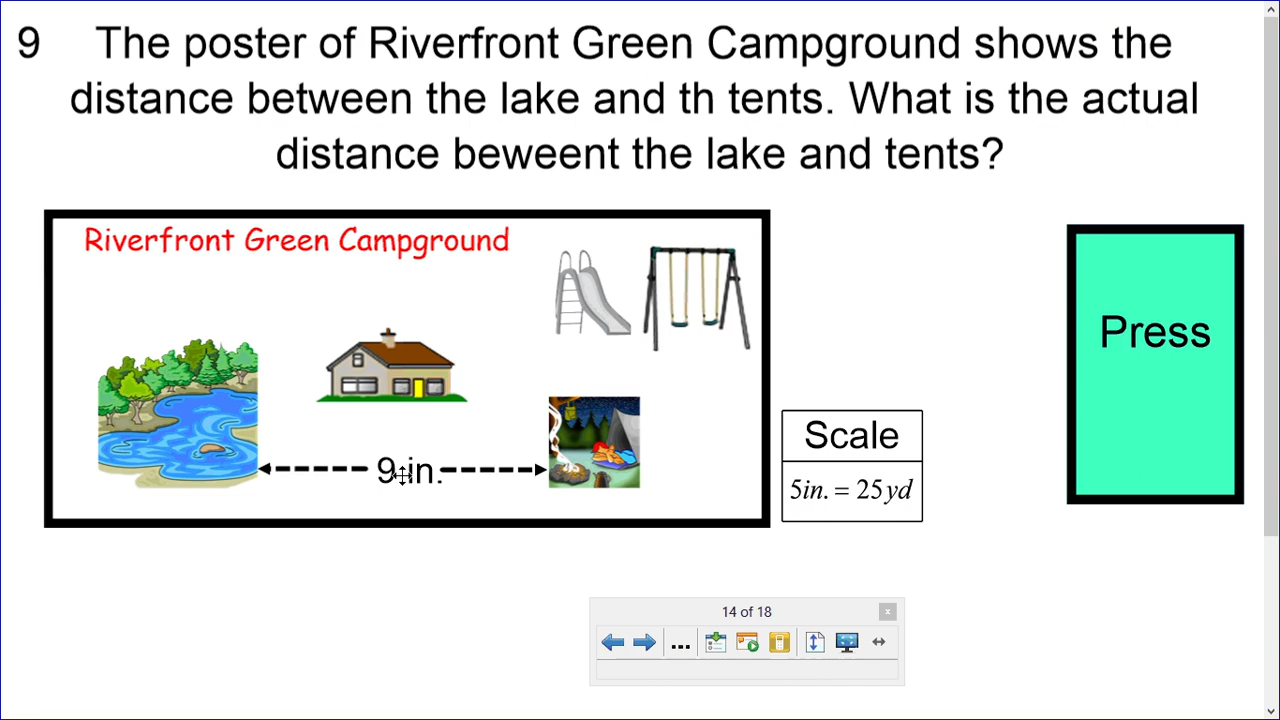 9 The poster of Riverfront Green Campground shows the
distance between the lake and th tents. What is the actual
distance beweent the lake and tents?
Riverfront Green Campground
9 in.
Scale
5in. = 25yd
Press
14 of 18